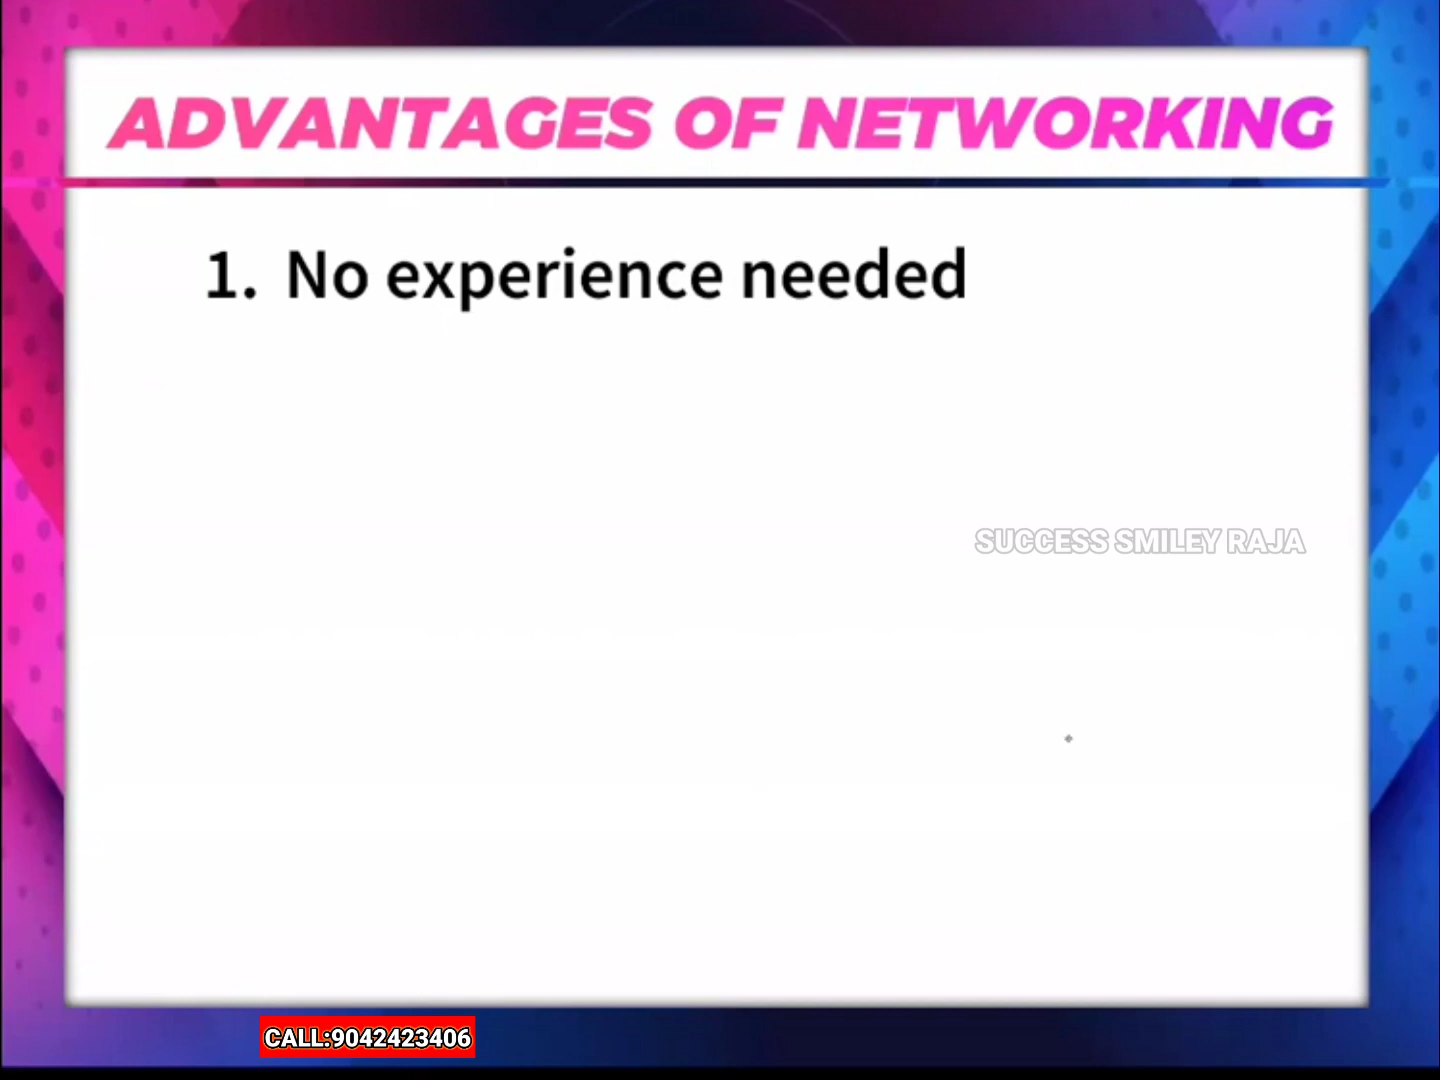 ADVANTAGES OF NETWORKING
1. No experience needed
SUCCESS SMILEY RAJA
CALL:9042423406